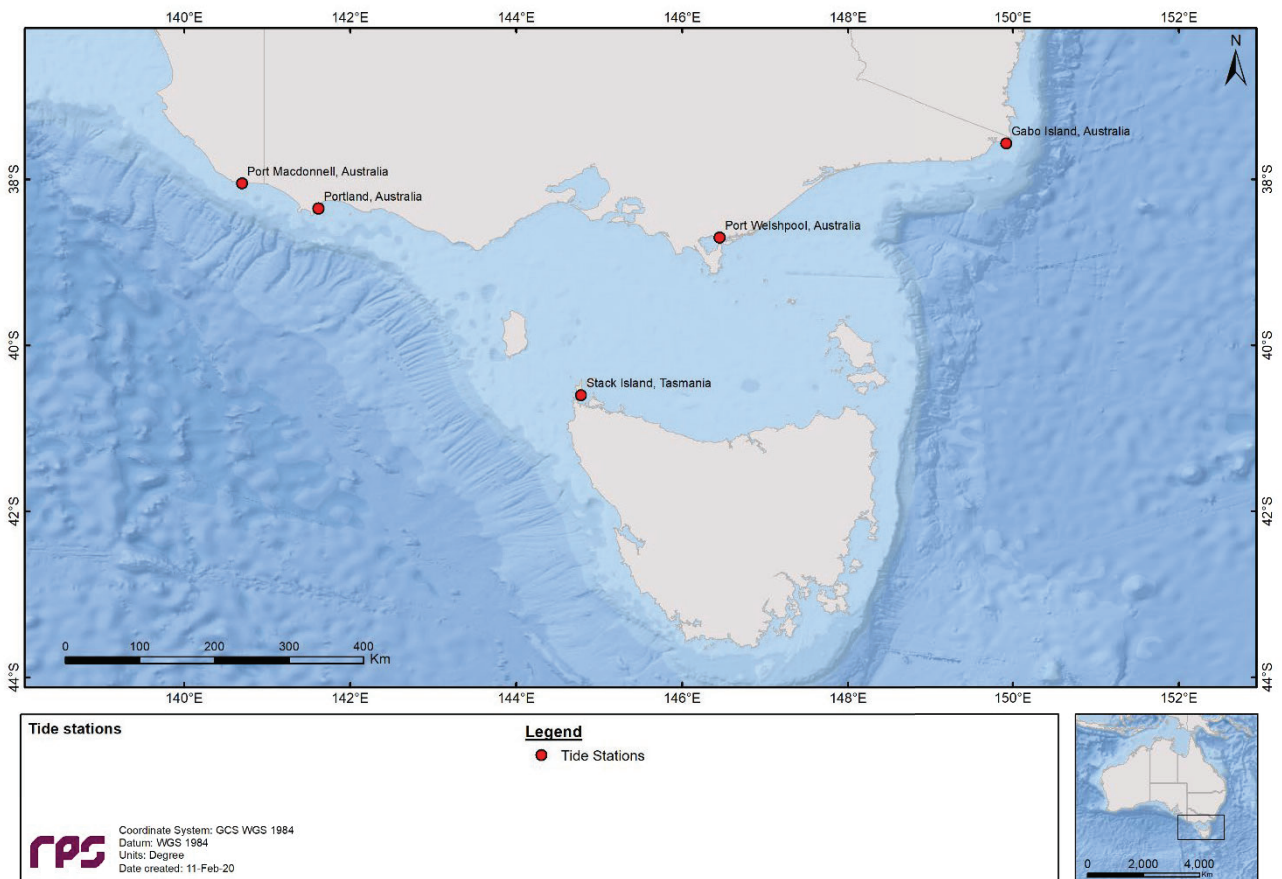 140°E 142°E 144°E 146°E 148°E 150°E 152°E
N
Gabo Island, Australia
Port Macdonnell, Australia
38°S 38°S
Portland, Australia
Port Welshpool, Australia
40°S 40°S
Stack Island, Tasmania
42°S 42°S
0 100 200 300 400
Km
44°S 44°S
140°E 142°E 144°E 146°E 148°E 150°E 152°E
Tide stations
Legend
Tide Stations
rps
Coordinate System: GCS WGS 1984
Datum: WGS 1984
Units: Degree
Date created: 11-Feb-20
0 2,000 4,000
Km